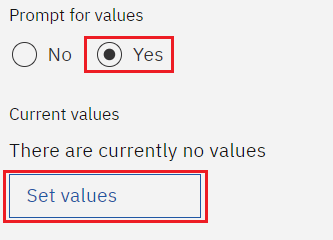 Prompt for values
No Yes
Current values
There are currently no values
Set values